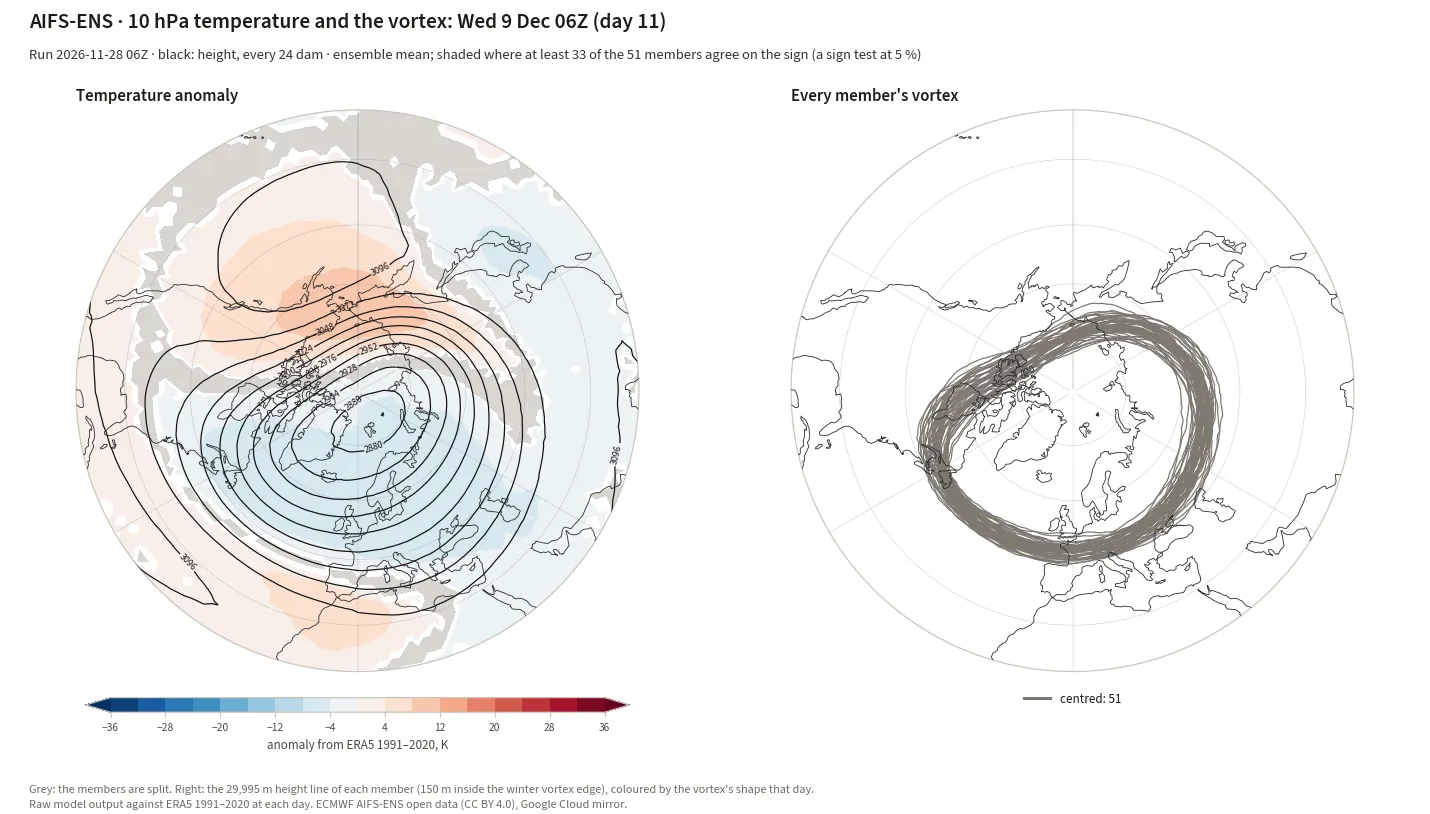 AIFS-ENS · 10 hPa temperature and the vortex: Wed 9 Dec 06Z (day 11)
Run 2026-11-28 06Z · black: height, every 24 dam · ensemble mean; shaded where at least 33 of the 51 members agree on the sign (a sign test at 5 %)
Temperature anomaly
Every member's vortex
3096
3048
2952
2976
2928
2880
3096
3096
−36 −28 −20 −12 −4 4 12 20 28 36
anomaly from ERA5 1991–2020, K
centred: 51
Grey: the members are split. Right: the 29,995 m height line of each member (150 m inside the winter vortex edge), coloured by the vortex's shape that day.
Raw model output against ERA5 1991–2020 at each day. ECMWF AIFS-ENS open data (CC BY 4.0), Google Cloud mirror.